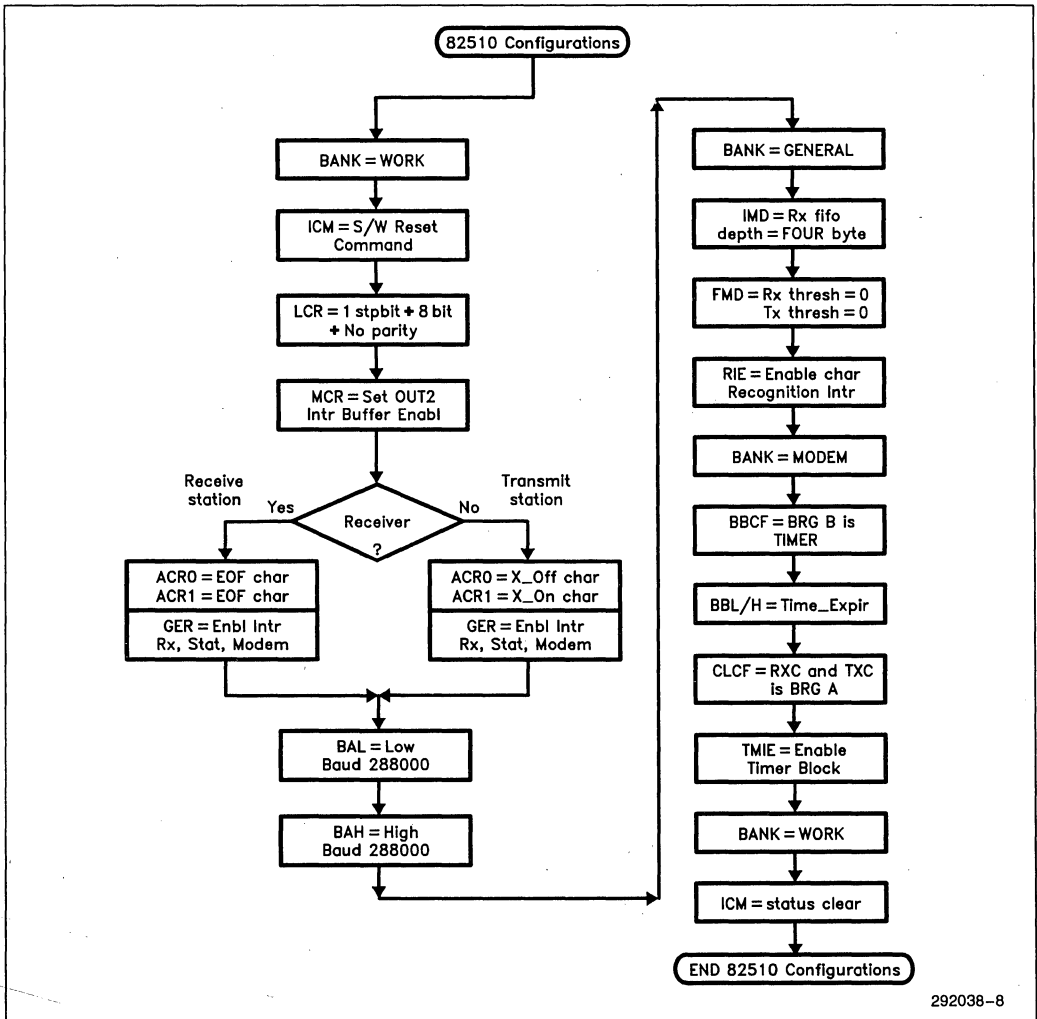 82510 Configurations
BANK = WORK
ICM = S/W Reset
Command
LCR = 1 stpbit + 8 bit
+ No parity
MCR = Set OUT2
Intr Buffer Enabl
Receive
station
Yes
Receiver
?
No
Transmit
station
ACR0 = EOF char
ACR1 = EOF char
GER = Enbl Intr
Rx, Stat, Modem
ACR0 = X_Off char
ACR1 = X_On char
GER = Enbl Intr
Rx, Stat, Modem
BAL = Low
Baud 288000
BAH = High
Baud 288000
BANK = GENERAL
IMD = Rx fifo
depth = FOUR byte
FMD = Rx thresh = 0
Tx thresh = 0
RIE = Enable char
Recognition Intr
BANK = MODEM
BBCF = BRG B is
TIMER
BBL/H = Time_Expir
CLCF = RXC and TXC
is BRG A
TMIE = Enable
Timer Block
BANK = WORK
ICM = status clear
END 82510 Configurations
292038-8